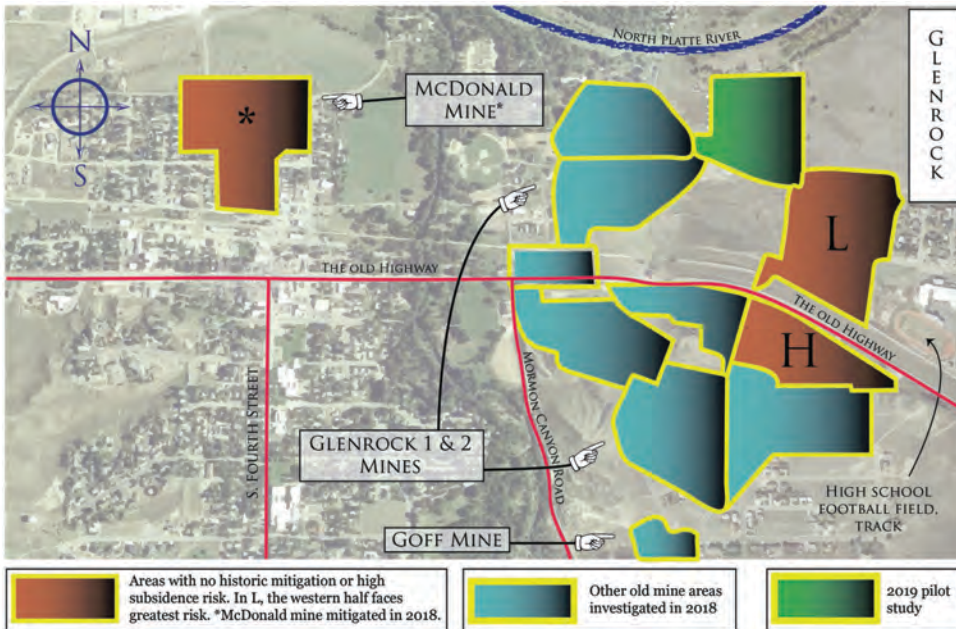 North Platte River
GLENROCK
N
S
McDonald
Mine*
*
L
The old Highway
The old Highway
H
Mormon Canyon Road
S. Fourth Street
Glenrock 1 & 2
Mines
High school
football field,
track
Goff Mine
Areas with no historic mitigation or high
subsidence risk. In L, the western half faces
greatest risk. *McDonald mine mitigated in 2018.
Other old mine areas
investigated in 2018
2019 pilot
study